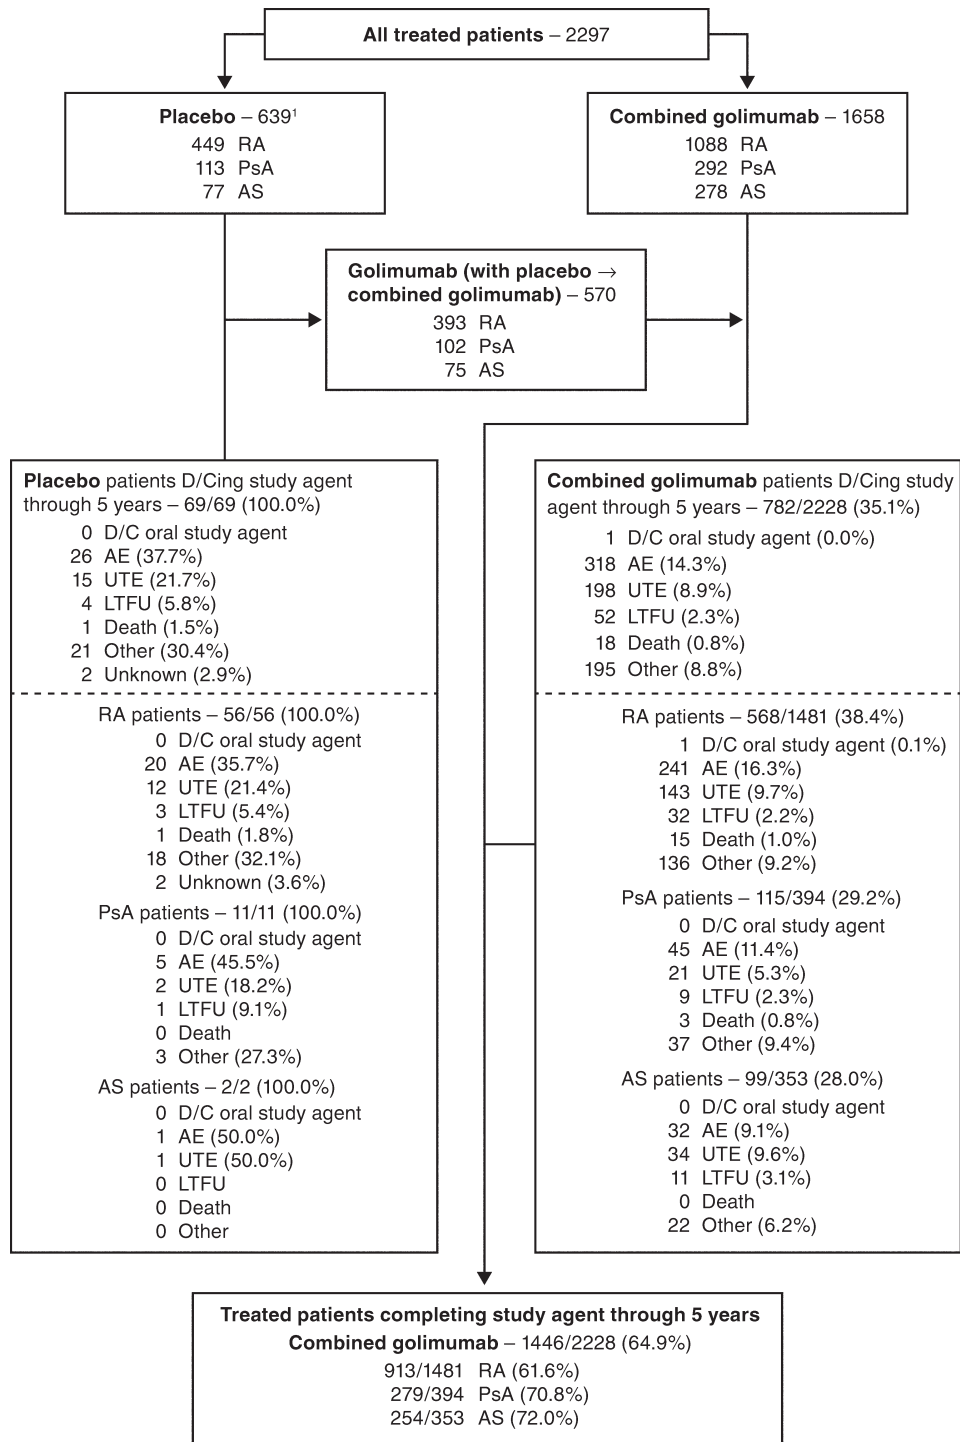 All treated patients – 2297
Placebo – 639¹
449 RA
113 PsA
77 AS
Combined golimumab – 1658
1088 RA
292 PsA
278 AS
Golimumab (with placebo →
combined golimumab) – 570
393 RA
102 PsA
75 AS
Placebo patients D/Cing study agent
through 5 years – 69/69 (100.0%)
0 D/C oral study agent
26 AE (37.7%)
15 UTE (21.7%)
4 LTFU (5.8%)
1 Death (1.5%)
21 Other (30.4%)
2 Unknown (2.9%)
RA patients – 56/56 (100.0%)
0 D/C oral study agent
20 AE (35.7%)
12 UTE (21.4%)
3 LTFU (5.4%)
1 Death (1.8%)
18 Other (32.1%)
2 Unknown (3.6%)
PsA patients – 11/11 (100.0%)
0 D/C oral study agent
5 AE (45.5%)
2 UTE (18.2%)
1 LTFU (9.1%)
0 Death
3 Other (27.3%)
AS patients – 2/2 (100.0%)
0 D/C oral study agent
1 AE (50.0%)
1 UTE (50.0%)
0 LTFU
0 Death
0 Other
Combined golimumab patients D/Cing study
agent through 5 years – 782/2228 (35.1%)
1 D/C oral study agent (0.0%)
318 AE (14.3%)
198 UTE (8.9%)
52 LTFU (2.3%)
18 Death (0.8%)
195 Other (8.8%)
RA patients – 568/1481 (38.4%)
1 D/C oral study agent (0.1%)
241 AE (16.3%)
143 UTE (9.7%)
32 LTFU (2.2%)
15 Death (1.0%)
136 Other (9.2%)
PsA patients – 115/394 (29.2%)
0 D/C oral study agent
45 AE (11.4%)
21 UTE (5.3%)
9 LTFU (2.3%)
3 Death (0.8%)
37 Other (9.4%)
AS patients – 99/353 (28.0%)
0 D/C oral study agent
32 AE (9.1%)
34 UTE (9.6%)
11 LTFU (3.1%)
0 Death
22 Other (6.2%)
Treated patients completing study agent through 5 years
Combined golimumab – 1446/2228 (64.9%)
913/1481 RA (61.6%)
279/394 PsA (70.8%)
254/353 AS (72.0%)